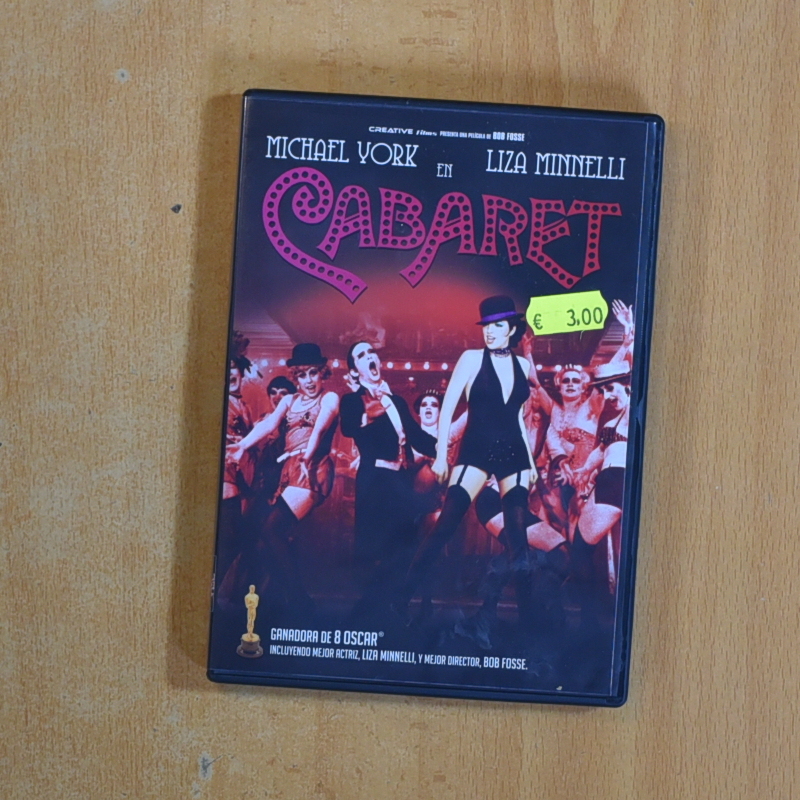 CREATIVE films PRESENTA UNA PELÍCULA DE BOB FOSSE
MICHAEL YORK EN LIZA MINNELLI
CABARET
€ 3,00
GANADORA DE 8 OSCAR®
INCLUYENDO MEJOR ACTRIZ, LIZA MINNELLI, Y MEJOR DIRECTOR, BOB FOSSE.